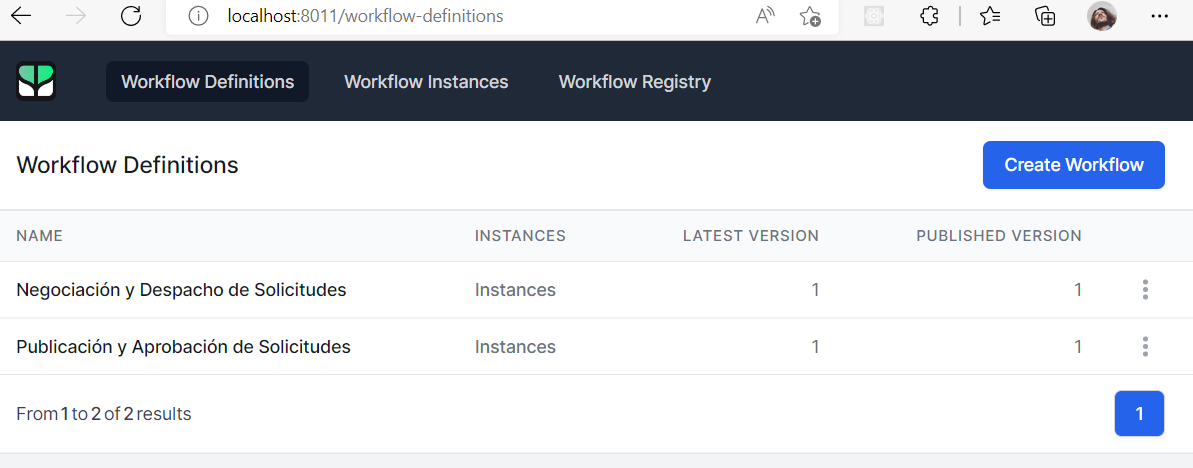 localhost:8011/workflow-definitions
Workflow Definitions Workflow Instances Workflow Registry
Workflow Definitions Create Workflow
NAME INSTANCES LATEST VERSION PUBLISHED VERSION
Negociación y Despacho de Solicitudes Instances 1 1
Publicación y Aprobación de Solicitudes Instances 1 1
From 1 to 2 of 2 results 1